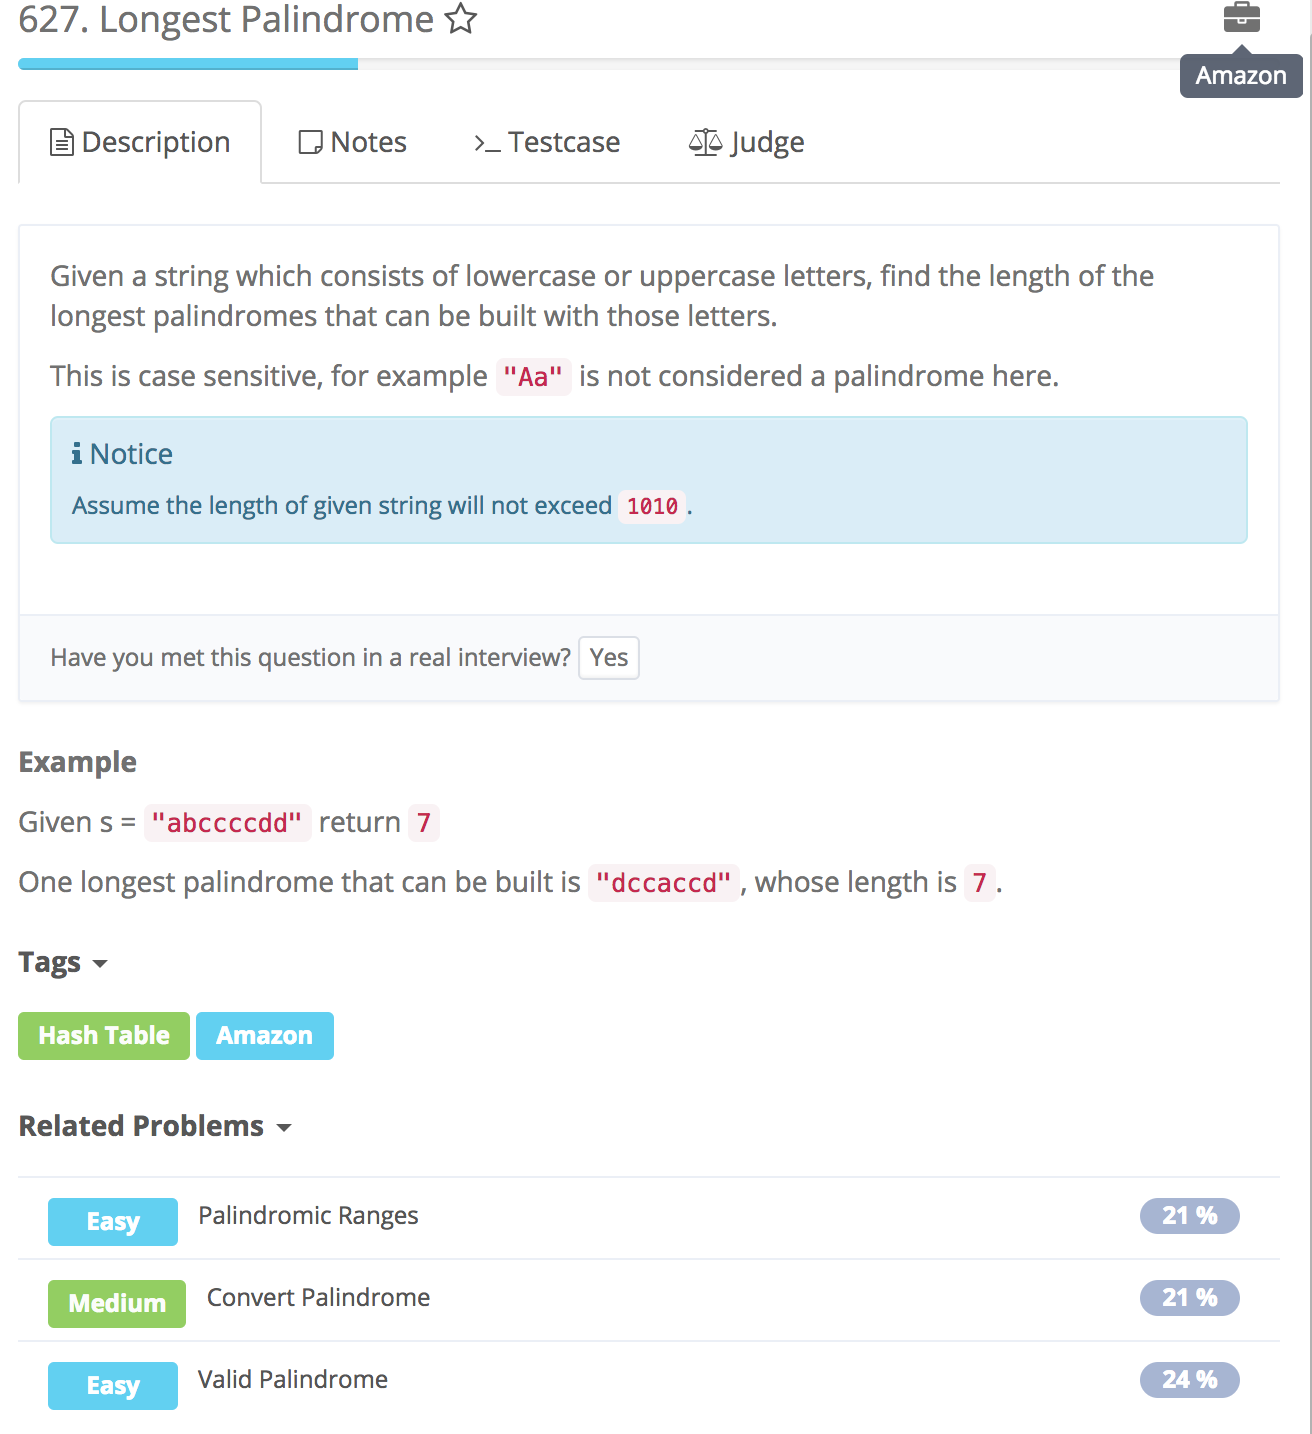 627. Longest Palindrome
Amazon
Description
Notes
>_ Testcase
Judge
Given a string which consists of lowercase or uppercase letters, find the length of the
longest palindromes that can be built with those letters.
This is case sensitive, for example "Aa" is not considered a palindrome here.
Notice
Assume the length of given string will not exceed 1010.
Have you met this question in a real interview? Yes
Example
Given s = "abccccdd" return 7
One longest palindrome that can be built is "dccaccd", whose length is 7.
Tags
Hash Table Amazon
Related Problems
Easy Palindromic Ranges 21 %
Medium Convert Palindrome 21 %
Easy Valid Palindrome 24 %